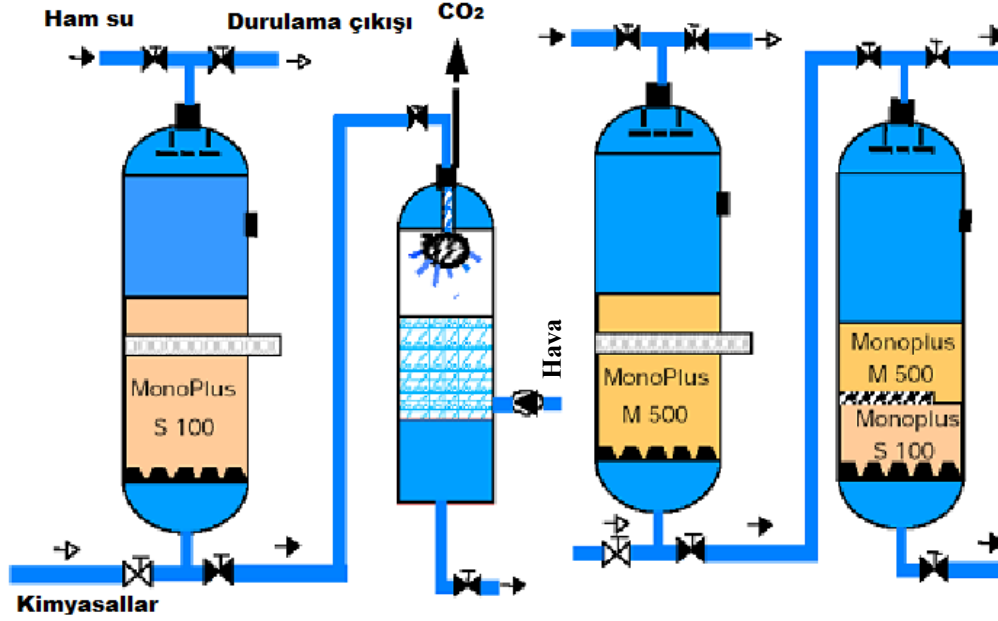 Ham su
Durulama çıkışı
CO₂
MonoPlus
S 100
Hava
MonoPlus
M 500
Monoplus
M 500
Monoplus
S 100
Kimyasallar